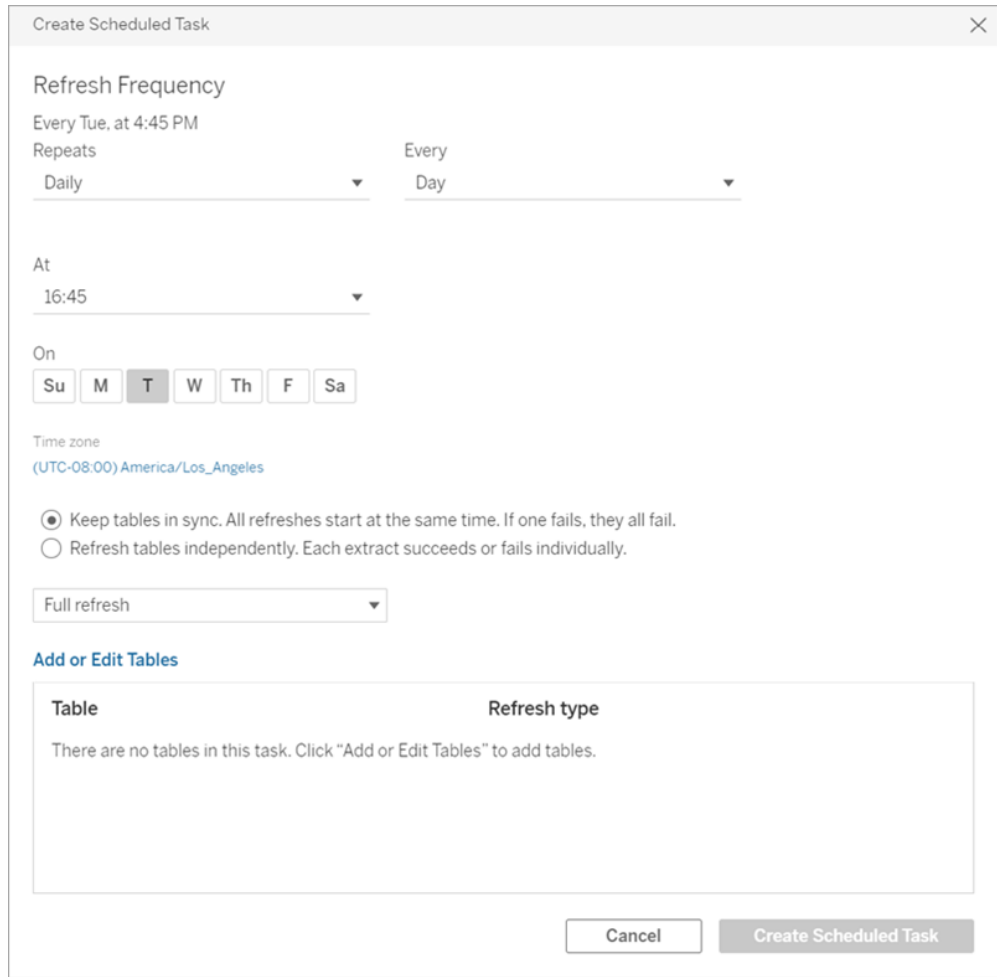 Create Scheduled Task
Refresh Frequency
Every Tue, at 4:45 PM
Repeats Every
Daily Day
At
16:45
On
Su M T W Th F Sa
Time zone
(UTC-08:00) America/Los_Angeles
Keep tables in sync. All refreshes start at the same time. If one fails, they all fail.
Refresh tables independently. Each extract succeeds or fails individually.
Full refresh
Add or Edit Tables
Table Refresh type
There are no tables in this task. Click “Add or Edit Tables” to add tables.
Cancel Create Scheduled Task